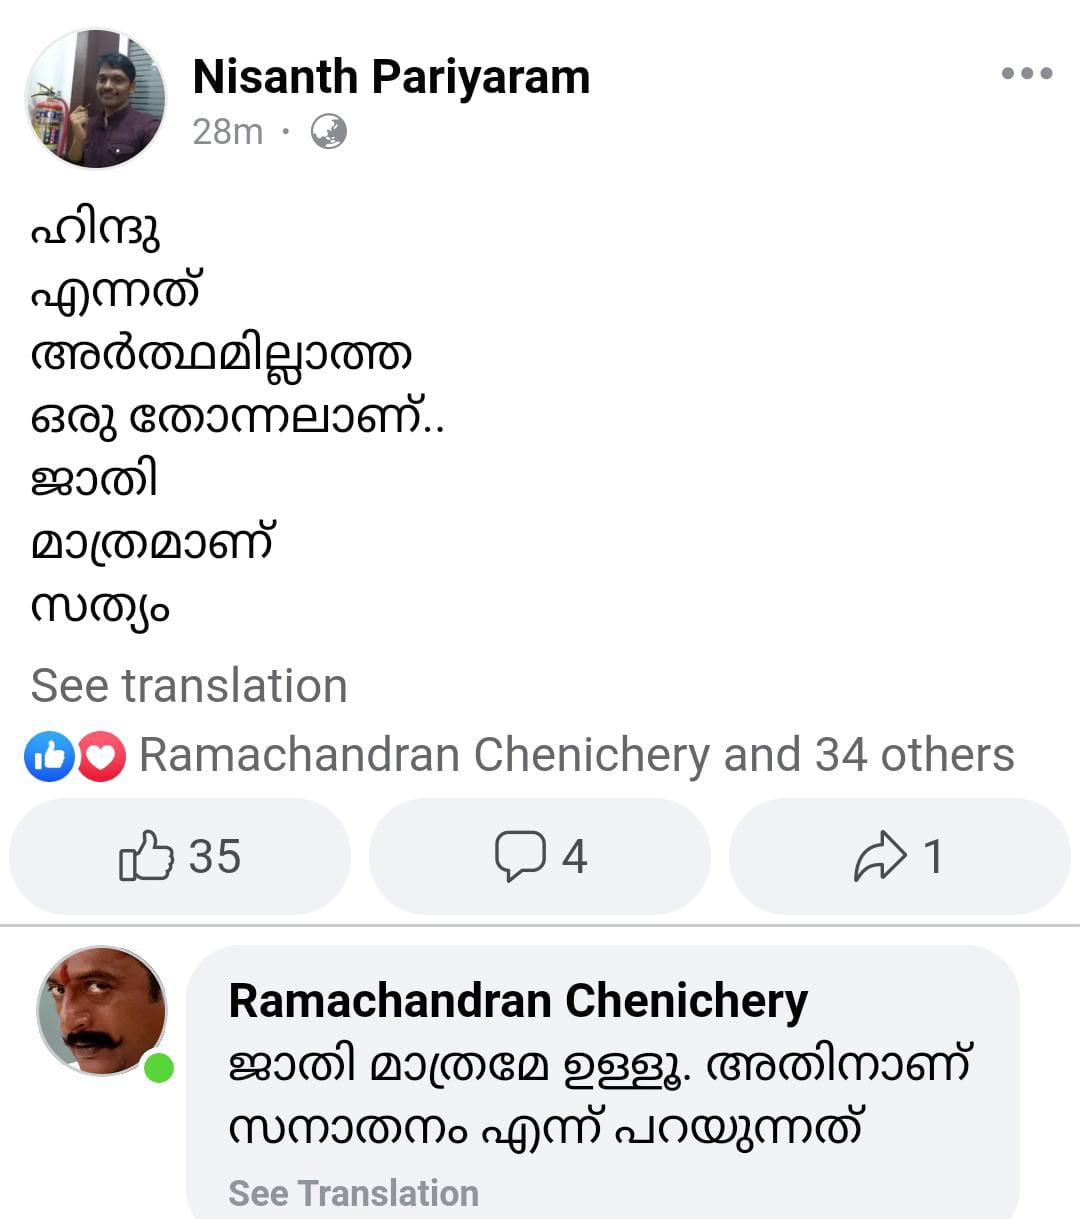 Nisanth Pariyaram
28m ·
ഹിന്ദു
എന്നത്
അർത്ഥമില്ലാത്ത
ഒരു തോന്നലാണ്..
ജാതി
മാത്രമാണ്
സത്യം
See translation
Ramachandran Chenichery and 34 others
35 4 1
Ramachandran Chenichery
ജാതി മാത്രമേ ഉള്ളൂ. അതിനാണ്
സനാതനം എന്ന് പറയുന്നത്
See Translation